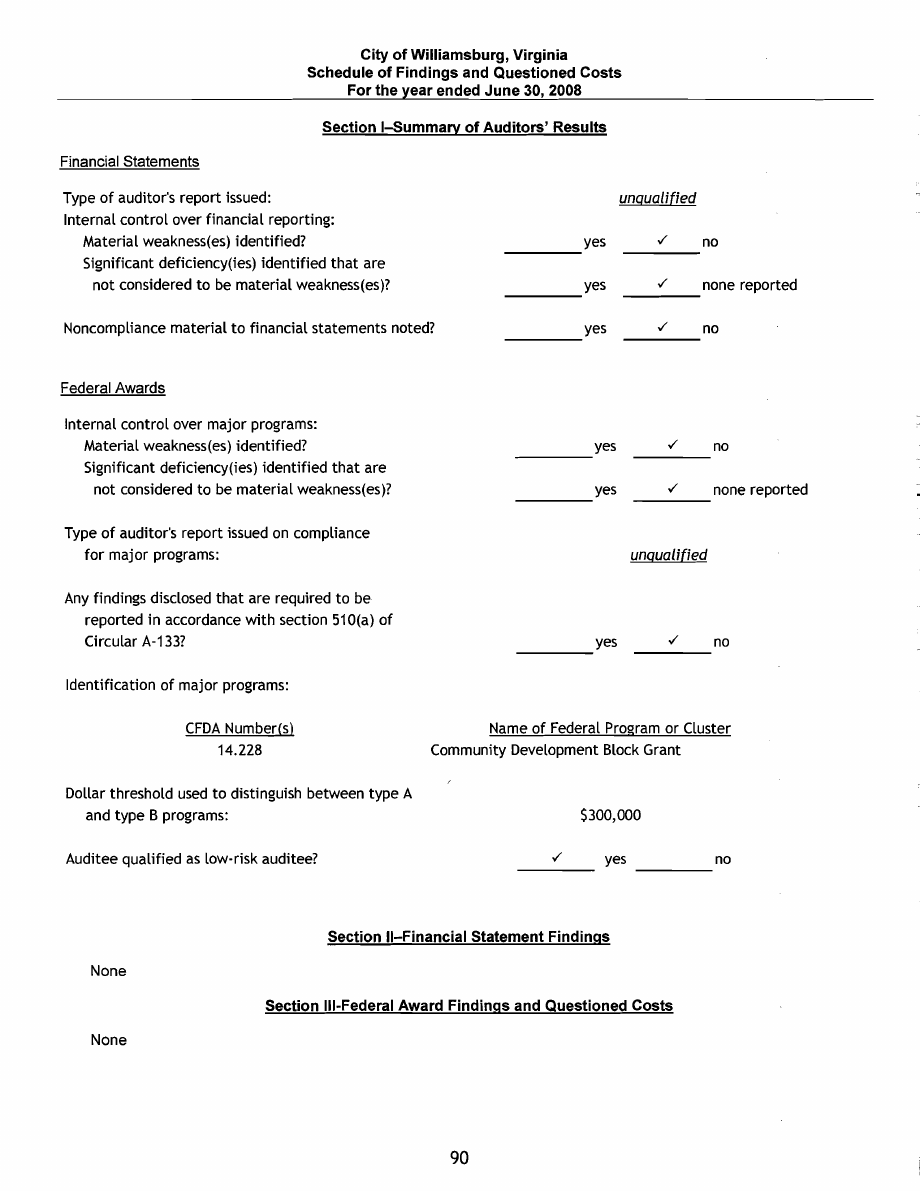 City of Williamsburg, Virginia
Schedule of Findings and Questioned Costs
For the year ended June 30, 2008
Section I–Summary of Auditors' Results
Financial Statements
Type of auditor's report issued: unqualified
Internal control over financial reporting:
Material weakness(es) identified? ________ yes ✓ no
Significant deficiency(ies) identified that are
not considered to be material weakness(es)? ________ yes ✓ none reported
Noncompliance material to financial statements noted? ________ yes ✓ no
Federal Awards
Internal control over major programs:
Material weakness(es) identified? ________ yes ✓ no
Significant deficiency(ies) identified that are
not considered to be material weakness(es)? ________ yes ✓ none reported
Type of auditor's report issued on compliance
for major programs: unqualified
Any findings disclosed that are required to be
reported in accordance with section 510(a) of
Circular A-133? ________ yes ✓ no
Identification of major programs:
CFDA Number(s) Name of Federal Program or Cluster
14.228 Community Development Block Grant
Dollar threshold used to distinguish between type A
and type B programs: $300,000
Auditee qualified as low-risk auditee? ✓ yes ________ no
Section II–Financial Statement Findings
None
Section III-Federal Award Findings and Questioned Costs
None
90